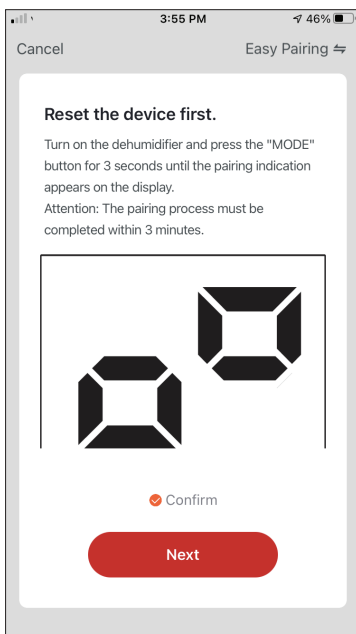 3:55 PM
46%
Cancel
Easy Pairing ⇋
Reset the device first.
Turn on the dehumidifier and press the "MODE"
button for 3 seconds until the pairing indication
appears on the display.
Attention: The pairing process must be
completed within 3 minutes.
Confirm
Next